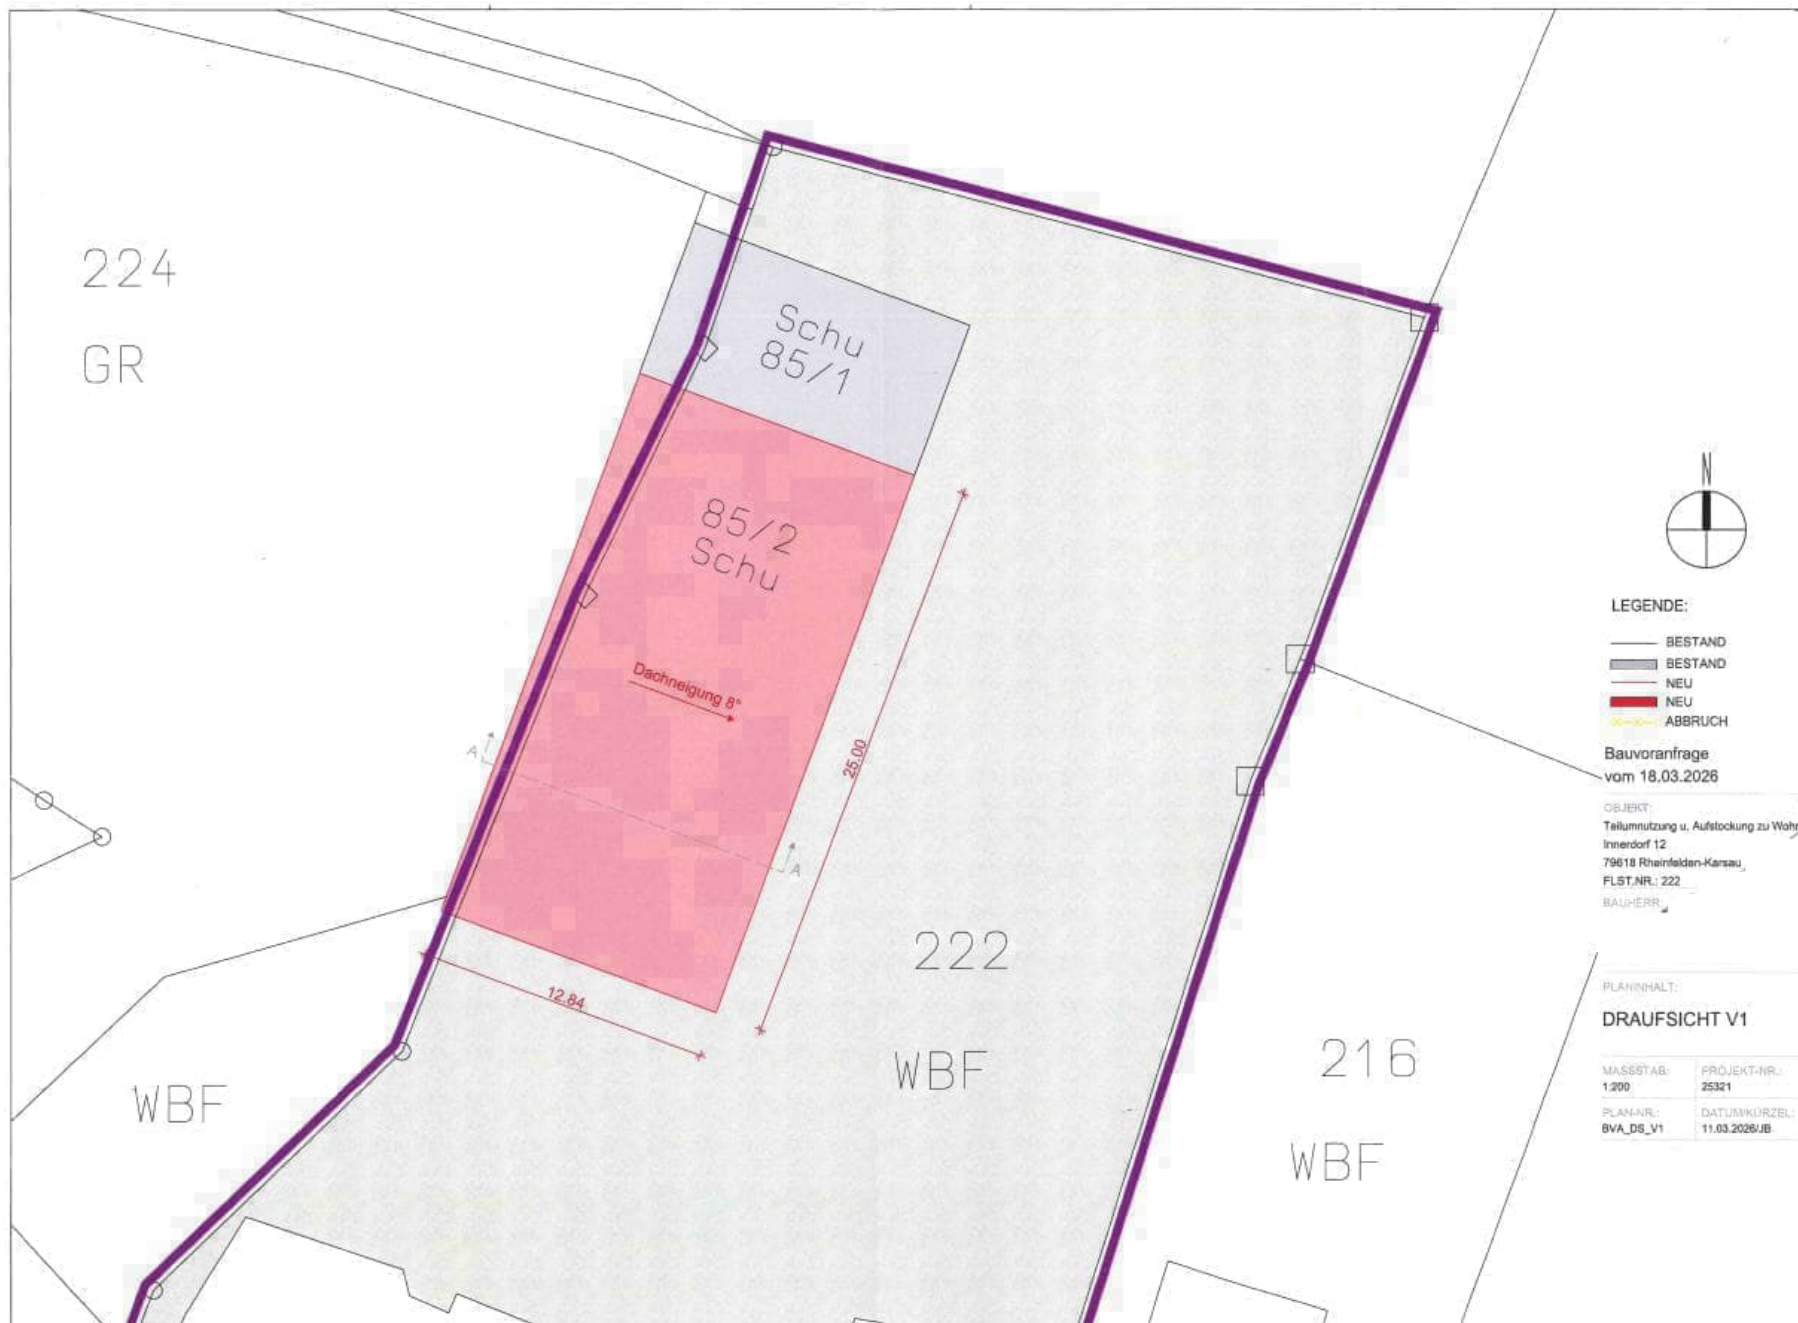 224
GR
Schu
85/1
85/2
Schu
Dachneigung 8°
A
A
25.00
12.84
222
WBF
WBF
216
WBF
N
LEGENDE:
BESTAND
BESTAND
NEU
NEU
ABBRUCH
Bauvoranfrage
vom 18.03.2026
OBJEKT:
Teilumnutzung u. Aufstockung zu Wohn
Innerdorf 12
79618 Rheinfelden-Karsau
FLST.NR.: 222
BAUHERR:
PLANINHALT:
DRAUFSICHT V1
MASSSTAB: PROJEKT-NR.:
1:200 25321
PLAN-NR.: DATUM/KÜRZEL:
BVA_DS_V1 11.03.2026/JB